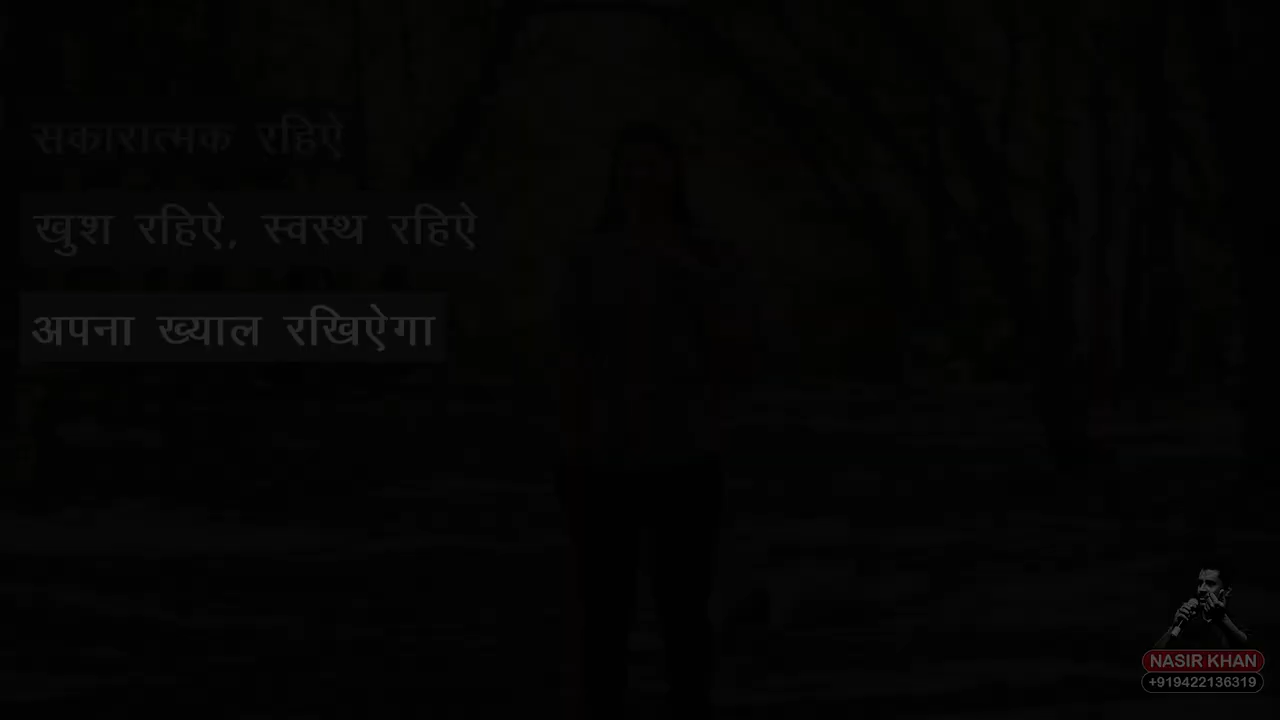 सकारात्मक रहिऐ
खुश रहिऐ, स्वस्थ रहिऐ
अपना ख्याल रखिऐगा
NASIR KHAN
+919422136319